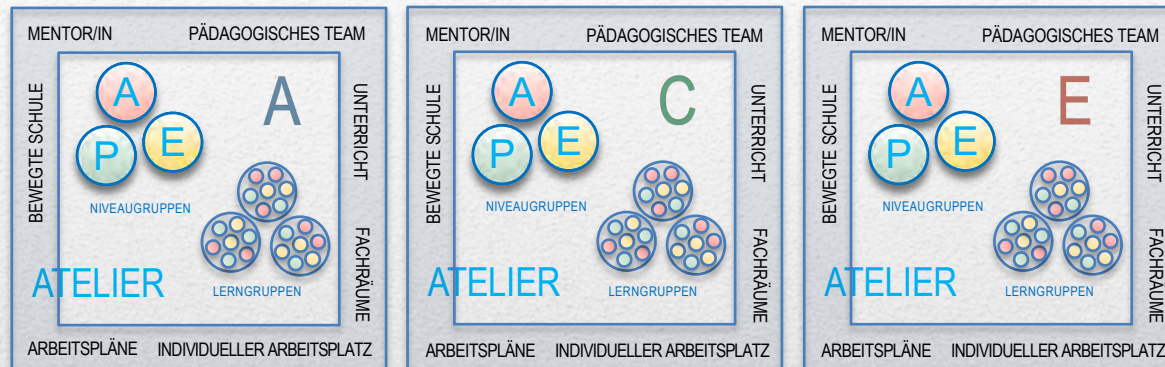 MENTOR/IN PÄDAGOGISCHES TEAM
BEWEGTE SCHULE
A
P E
A
NIVEAUGRUPPEN
UNTERRICHT
FACHRÄUME
ATELIER
LERNGRUPPEN
ARBEITSPLÄNE INDIVIDUELLER ARBEITSPLATZ
MENTOR/IN PÄDAGOGISCHES TEAM
BEWEGTE SCHULE
A
P E
C
NIVEAUGRUPPEN
UNTERRICHT
FACHRÄUME
ATELIER
LERNGRUPPEN
ARBEITSPLÄNE INDIVIDUELLER ARBEITSPLATZ
MENTOR/IN PÄDAGOGISCHES TEAM
BEWEGTE SCHULE
A
P E
E
NIVEAUGRUPPEN
UNTERRICHT
FACHRÄUME
ATELIER
LERNGRUPPEN
ARBEITSPLÄNE INDIVIDUELLER ARBEITSPLATZ